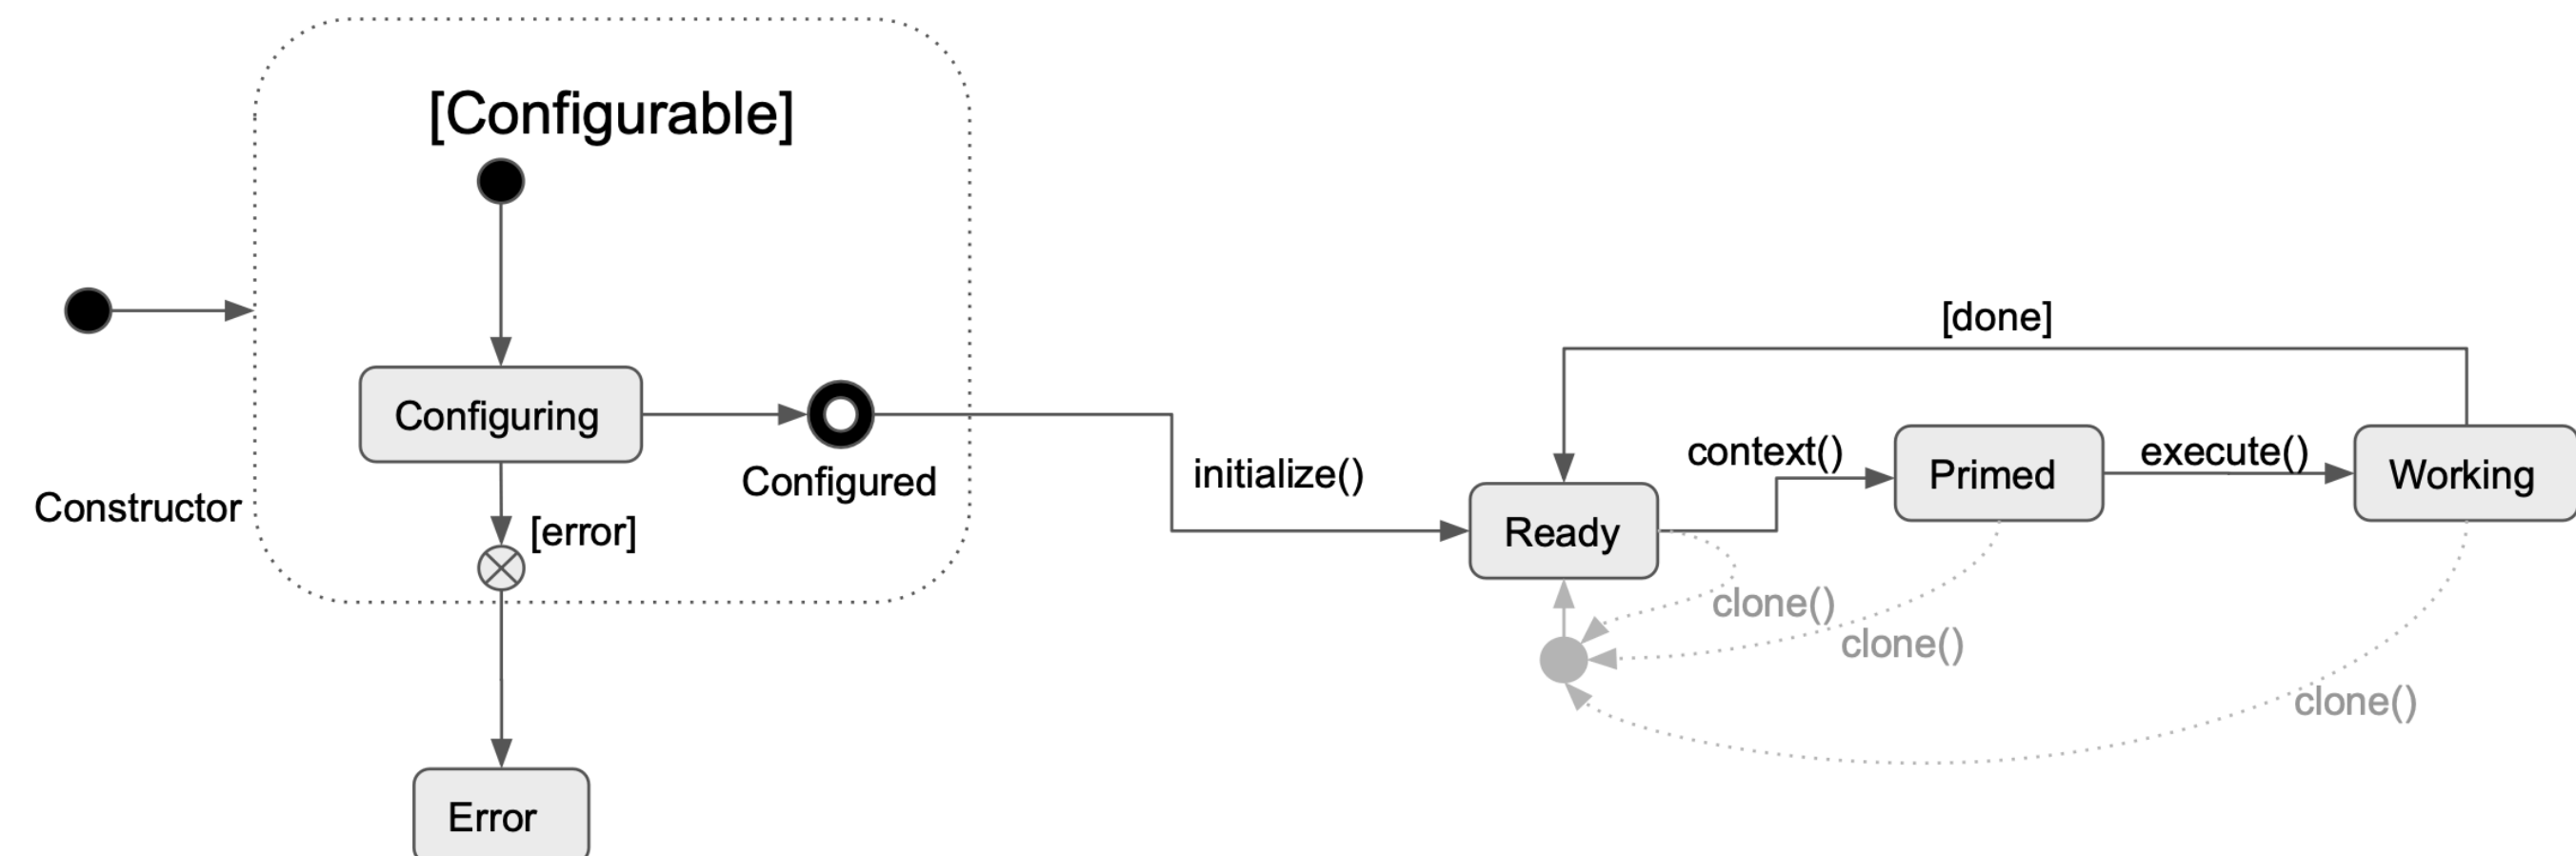 [Configurable]
Configuring
Configured
Constructor
[error]
Error
initialize()
[done]
Ready
context()
Primed
execute()
Working
clone()
clone()
clone()